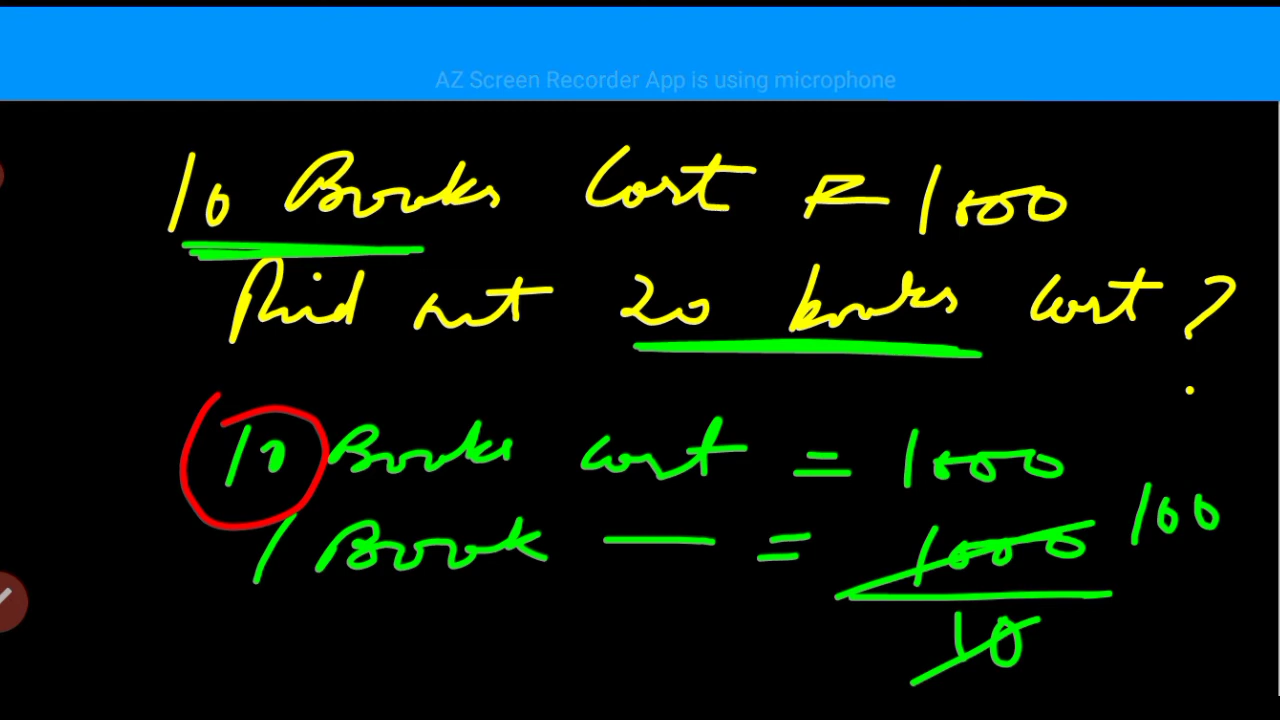 AZ Screen Recorder App is using microphone
10 Books Cost ₹ 1000
Find out 20 books cost ?
10 Books cost = 1000
1 Book — = 1000 100
10